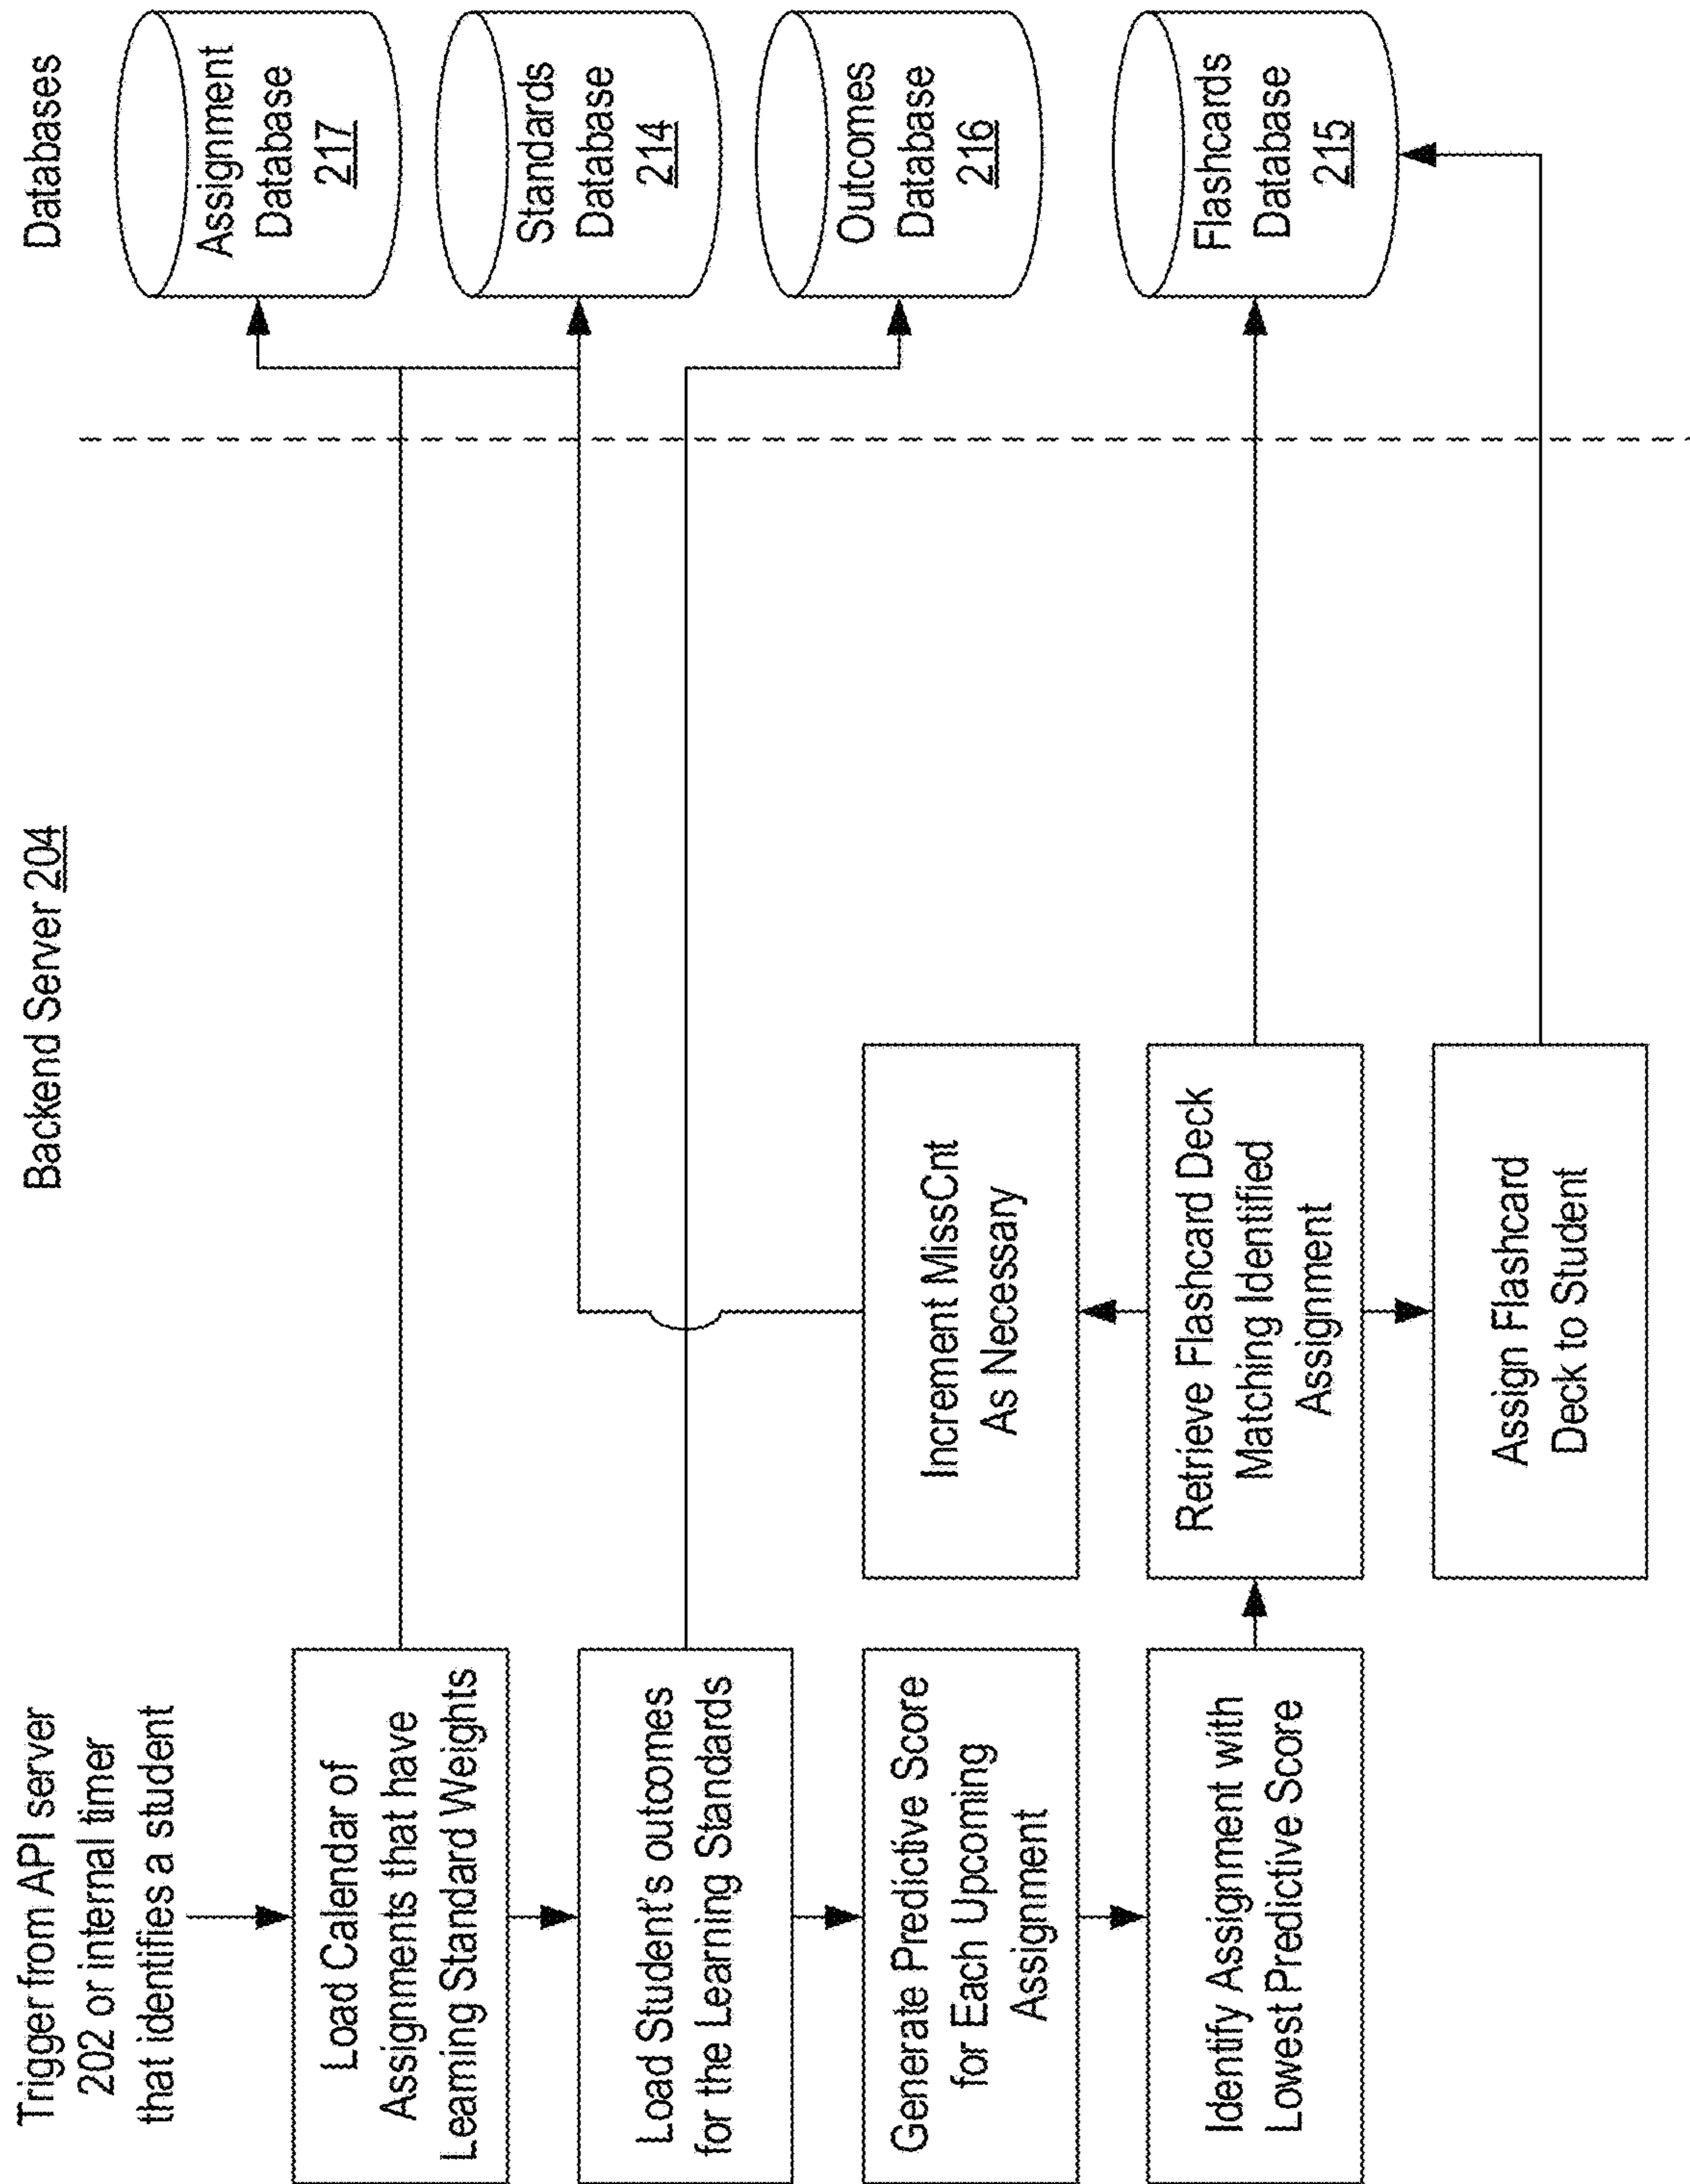 Backend Server 204
Databases
Trigger from API server
202 or internal timer
that identifies a student
Load Calendar of
Assignments that have
Learning Standard Weights
Load Student's outcomes
for the Learning Standards
Generate Predictive Score
for Each Upcoming
Assignment
Identify Assignment with
Lowest Predictive Score
Increment MissCnt
As Necessary
Retrieve Flashcard Deck
Matching Identified
Assignment
Assign Flashcard
Deck to Student
Assignment
Database
217
Standards
Database
214
Outcomes
Database
216
Flashcards
Database
215